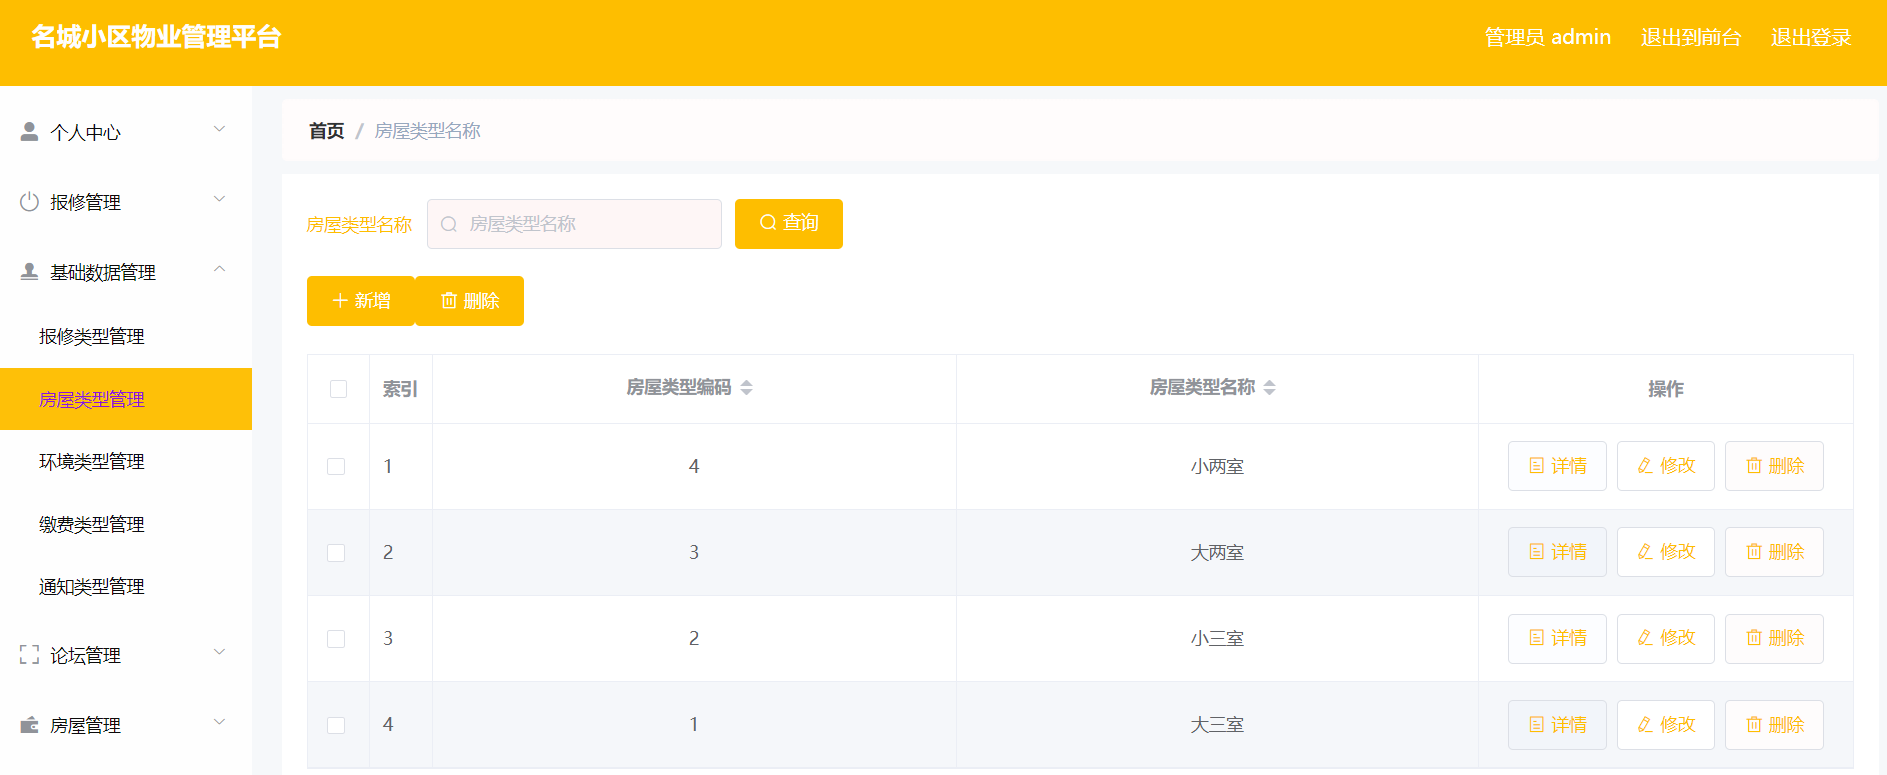 名城小区物业管理平台
管理员 admin 退出到前台 退出登录
个人中心
报修管理
基础数据管理
报修类型管理
房屋类型管理
环境类型管理
缴费类型管理
通知类型管理
论坛管理
房屋管理
首页 / 房屋类型名称
房屋类型名称 房屋类型名称 查询
新增 删除
索引 房屋类型编码 房屋类型名称 操作
1 4 小两室 详情 修改 删除
2 3 大两室 详情 修改 删除
3 2 小三室 详情 修改 删除
4 1 大三室 详情 修改 删除